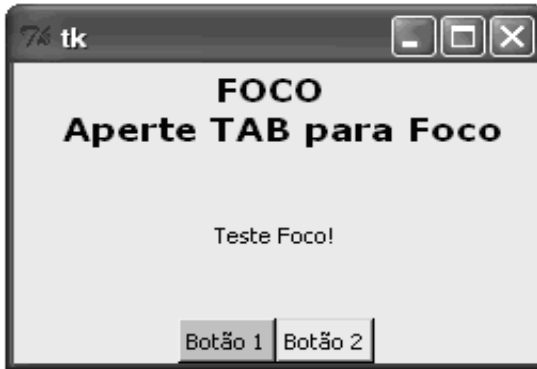 tk
FOCO
Aperte TAB para Foco
Teste Foco!
Botão 1 Botão 2